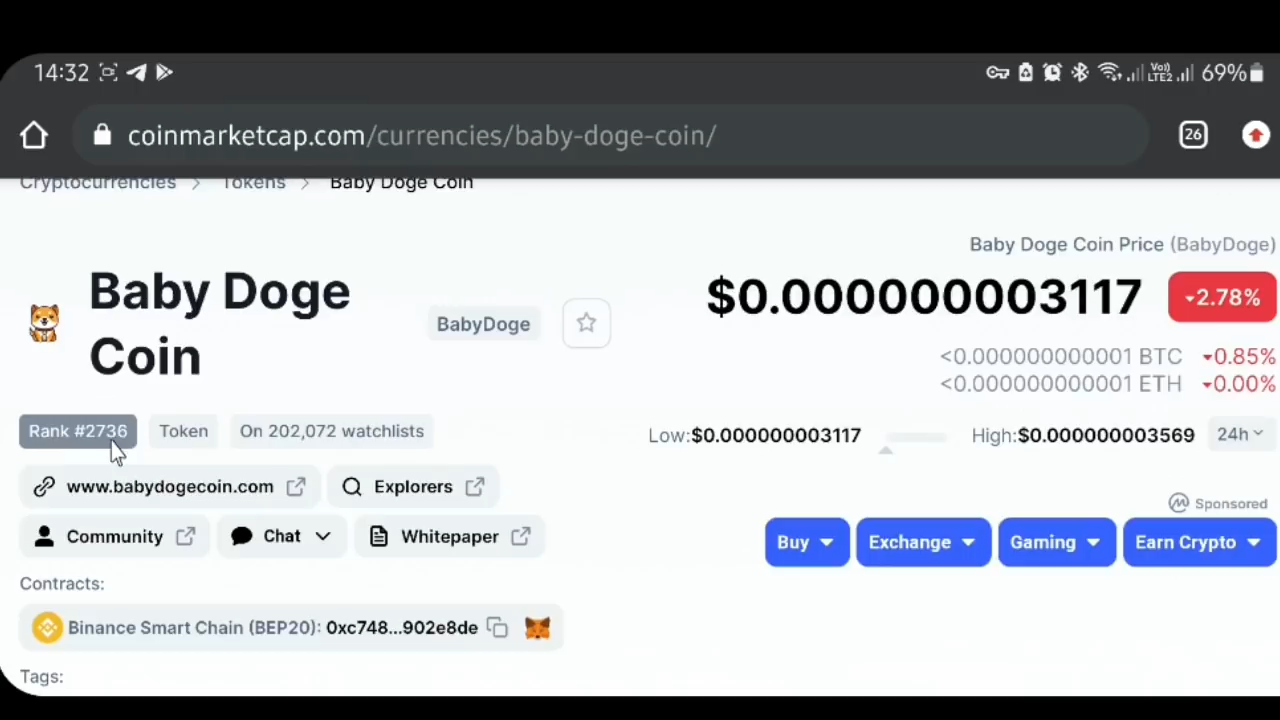 14:32
VoI) LTE2 69%
coinmarketcap.com/currencies/baby-doge-coin/
26
Cryptocurrencies > Tokens > Baby Doge Coin
Baby Doge Coin Price (BabyDoge)
Baby Doge Coin
BabyDoge
$0.000000003117
2.78%
<0.000000000001 BTC 0.85%
<0.000000000001 ETH 0.00%
Rank #2736 Token On 202,072 watchlists
Low:$0.000000003117 High:$0.000000003569 24h
www.babydogecoin.com Explorers
Sponsored
Community Chat Whitepaper
Buy Exchange Gaming Earn Crypto
Contracts:
Binance Smart Chain (BEP20): 0xc748...902e8de
Tags: